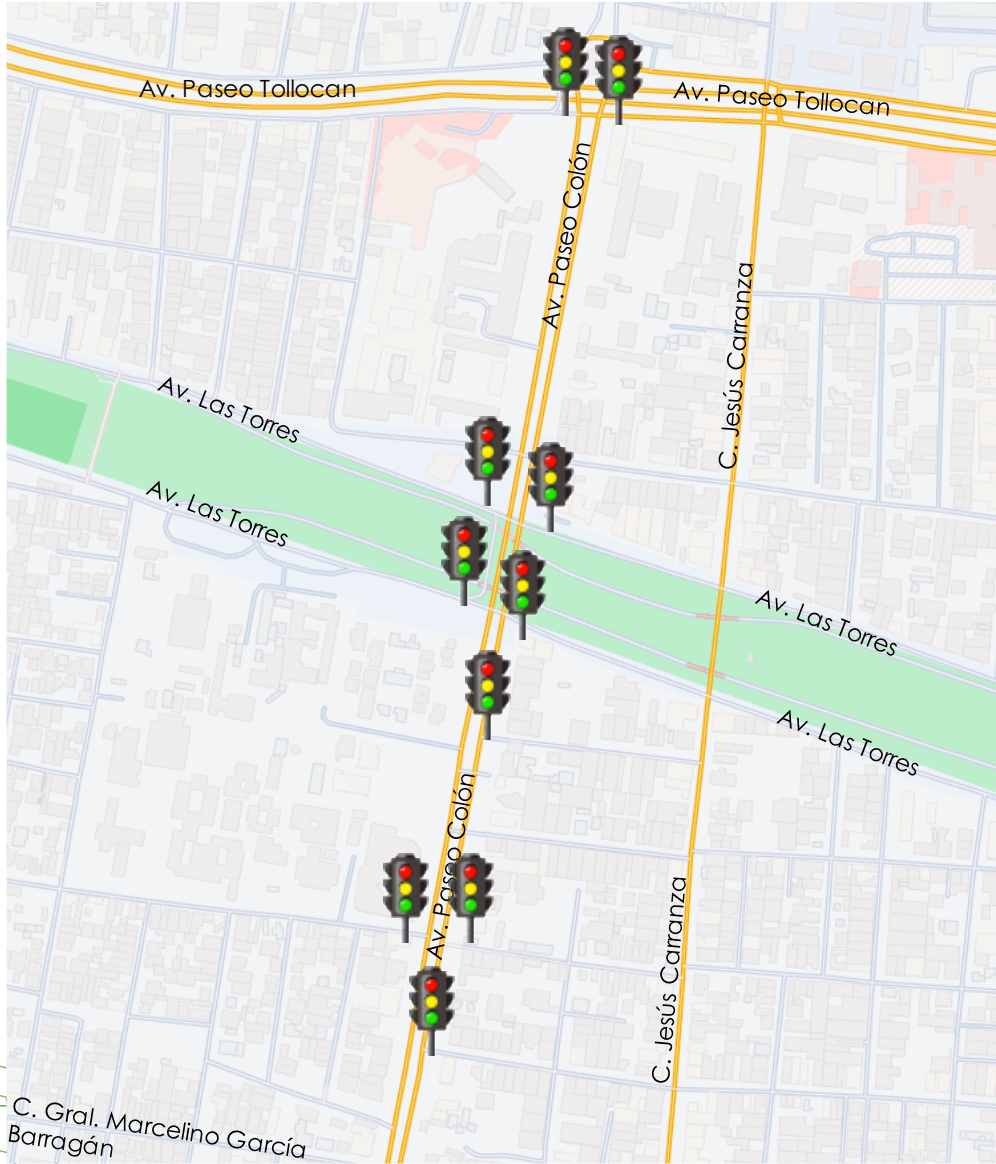 Av. Paseo Tollocan
Av. Paseo Tollocan
Av. Paseo Colón
C. Jesús Carranza
Av. Las Torres
Av. Las Torres
Av. Las Torres
Av. Las Torres
Av. Paseo Colón
C. Jesús Carranza
C. Gral. Marcelino García
Barragán